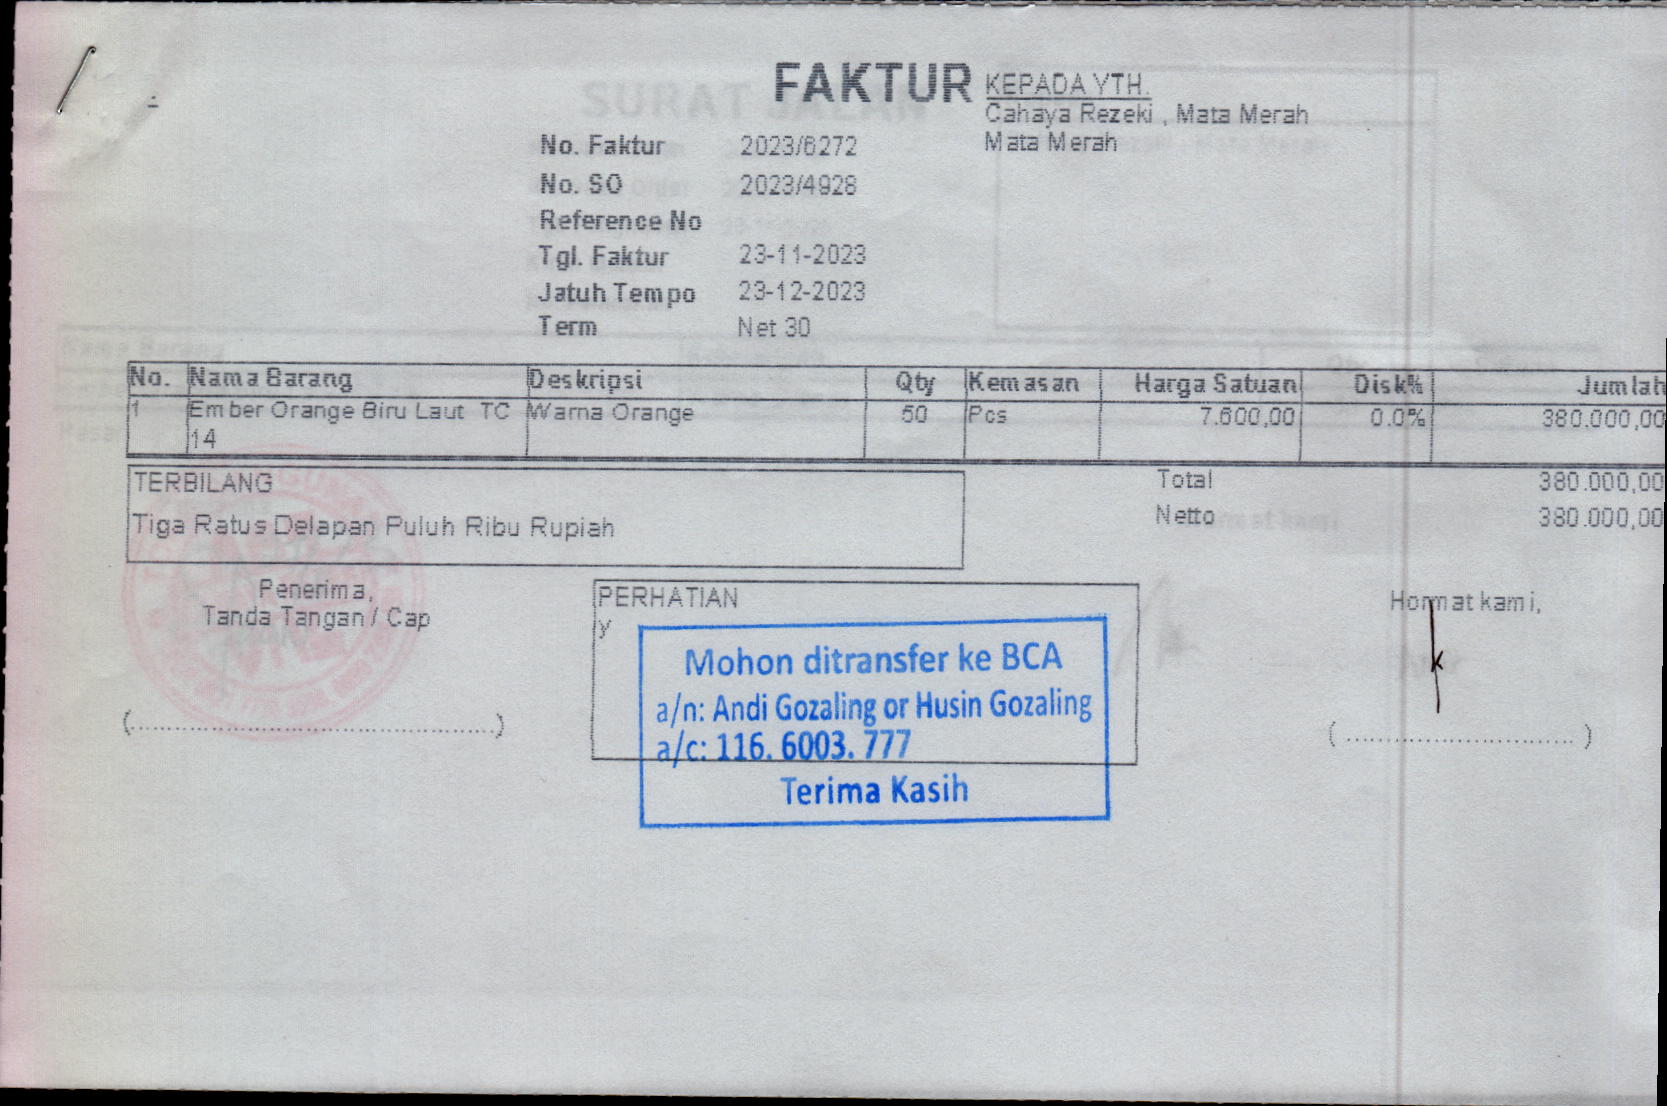 FAKTUR
KEPADA YTH.
Cahaya Rezeki , Mata Merah
Mata Merah
No. Faktur 2023/6272
No. SO 2023/4928
Reference No
Tgl. Faktur 23-11-2023
Jatuh Tempo 23-12-2023
Term Net 30
No. Nama Barang Deskripsi Qty Kemasan Harga Satuan Disk% Jumlah
1 Ember Orange Biru Laut TC Warna Orange 50 Pcs 7.600,00 0.0% 380.000,00
14
TERBILANG
Tiga Ratus Delapan Puluh Ribu Rupiah
Total 380.000,00
Netto 380.000,00
Penerima,
Tanda Tangan / Cap
(................................................)
PERHATIAN
y
Mohon ditransfer ke BCA
a/n: Andi Gozaling or Husin Gozaling
a/c: 116. 6003. 777
Terima Kasih
Hormat kami,
(..............................)
SURAT JALAN